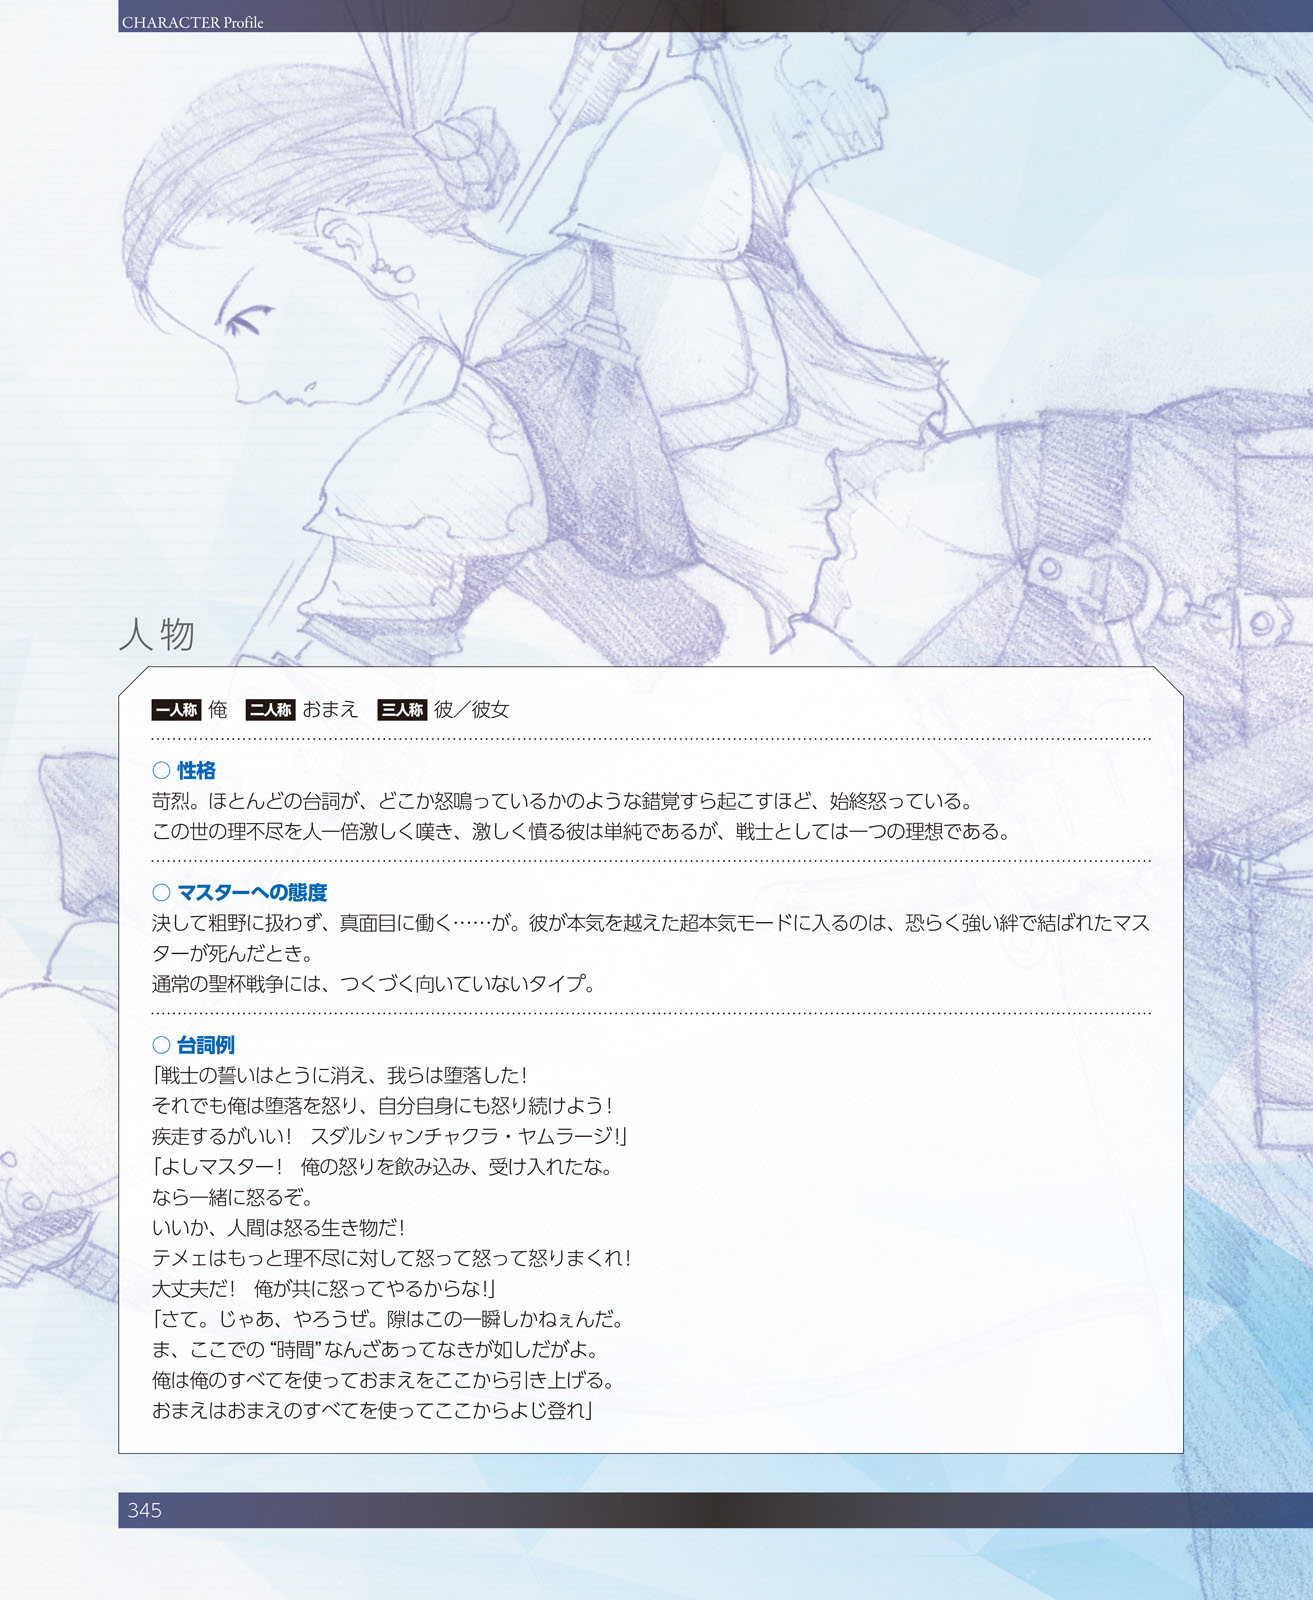 CHARACTER Profile
人物
一人称 俺 二人称 おまえ 三人称 彼／彼女
○ 性格
苛烈。ほとんどの台詞が、どこか怒鳴っているかのような錯覚すら起こすほど、始終怒っている。
この世の理不尽を人一倍激しく嘆き、激しく憤る彼は単純であるが、戦士としては一つの理想である。
○ マスターへの態度
決して粗野に扱わず、真面目に働く……が。彼が本気を越えた超本気モードに入るのは、恐らく強い絆で結ばれたマス
ターが死んだとき。
通常の聖杯戦争には、つくづく向いていないタイプ。
○ 台詞例
「戦士の誓いはとうに消え、我らは堕落した！
それでも俺は堕落を怒り、自分自身にも怒り続けよう！
疾走するがいい！　スダルシャンチャクラ・ヤムラージ！」
「よしマスター！　俺の怒りを飲み込み、受け入れたな。
なら一緒に怒るぞ。
いいか、人間は怒る生き物だ！
テメェはもっと理不尽に対して怒って怒って怒りまくれ！
大丈夫だ！　俺が共に怒ってやるからな！」
「さて。じゃあ、やろうぜ。隙はこの一瞬しかねぇんだ。
ま、ここでの“時間”なんざあってなきが如しだがよ。
俺は俺のすべてを使っておまえをここから引き上げる。
おまえはおまえのすべてを使ってここからよじ登れ」
345